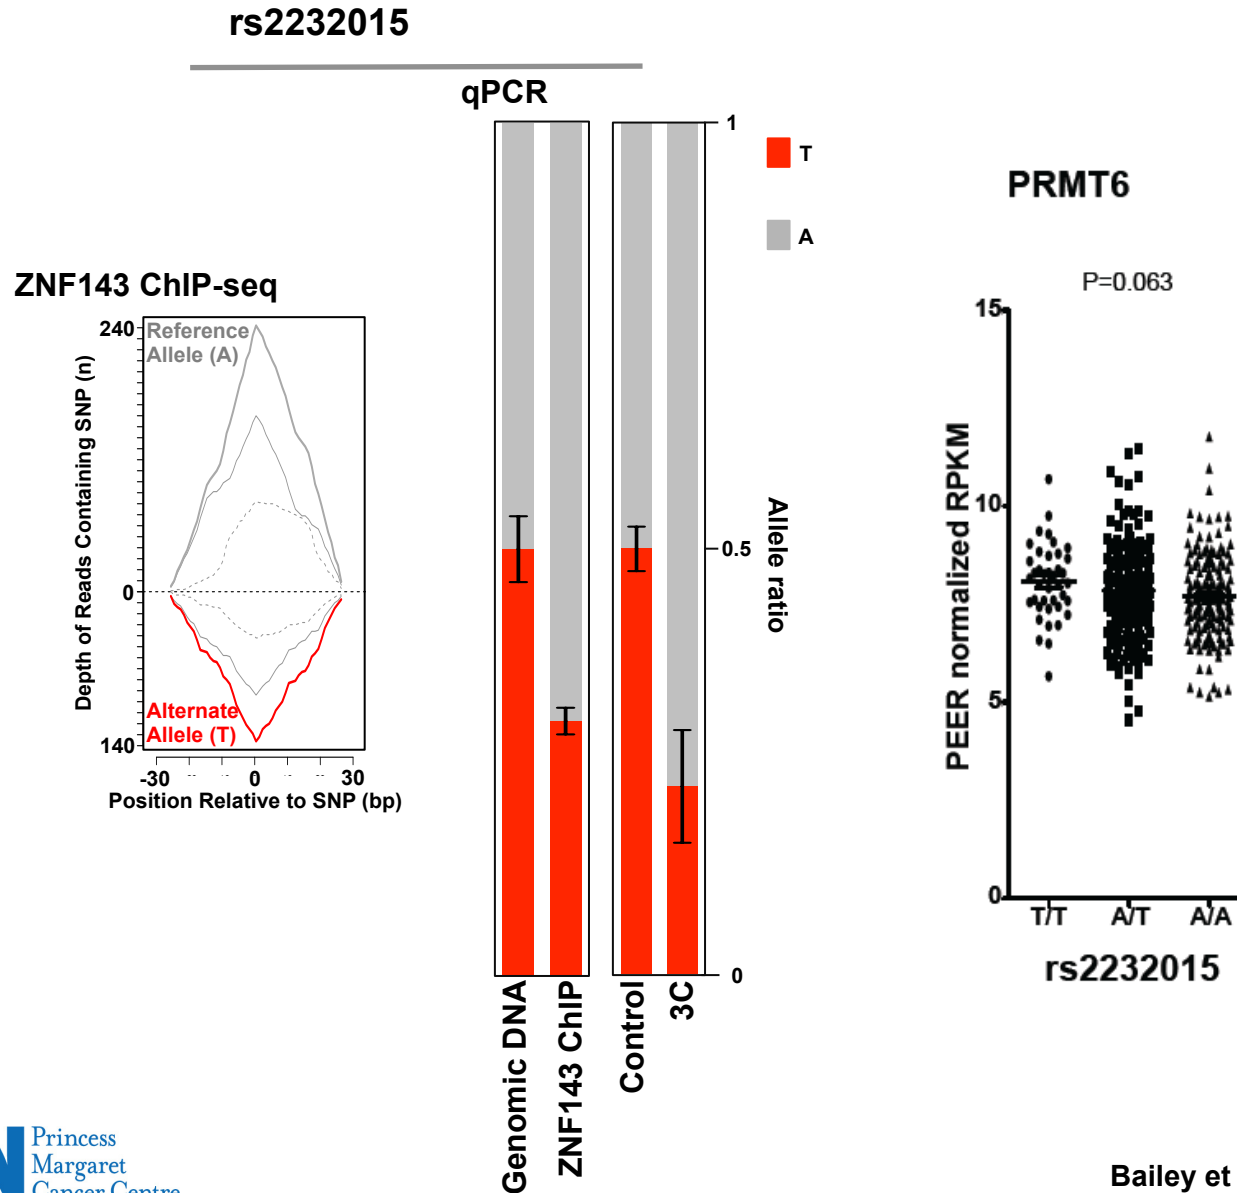 rs2232015
qPCR
1
T
A
PRMT6
P=0.063
ZNF143 ChIP-seq
240
Reference
Allele (A)
0
Alternate
Allele (T)
140
Depth of Reads Containing SNP (n)
-30 0 30
Position Relative to SNP (bp)
0.5
Allele ratio
0
Genomic DNA
ZNF143 ChIP
Control
3C
15
10
5
0
PEER normalized RPKM
T/T A/T A/A
rs2232015
Princess
Margaret
Cancer Centre
Bailey et